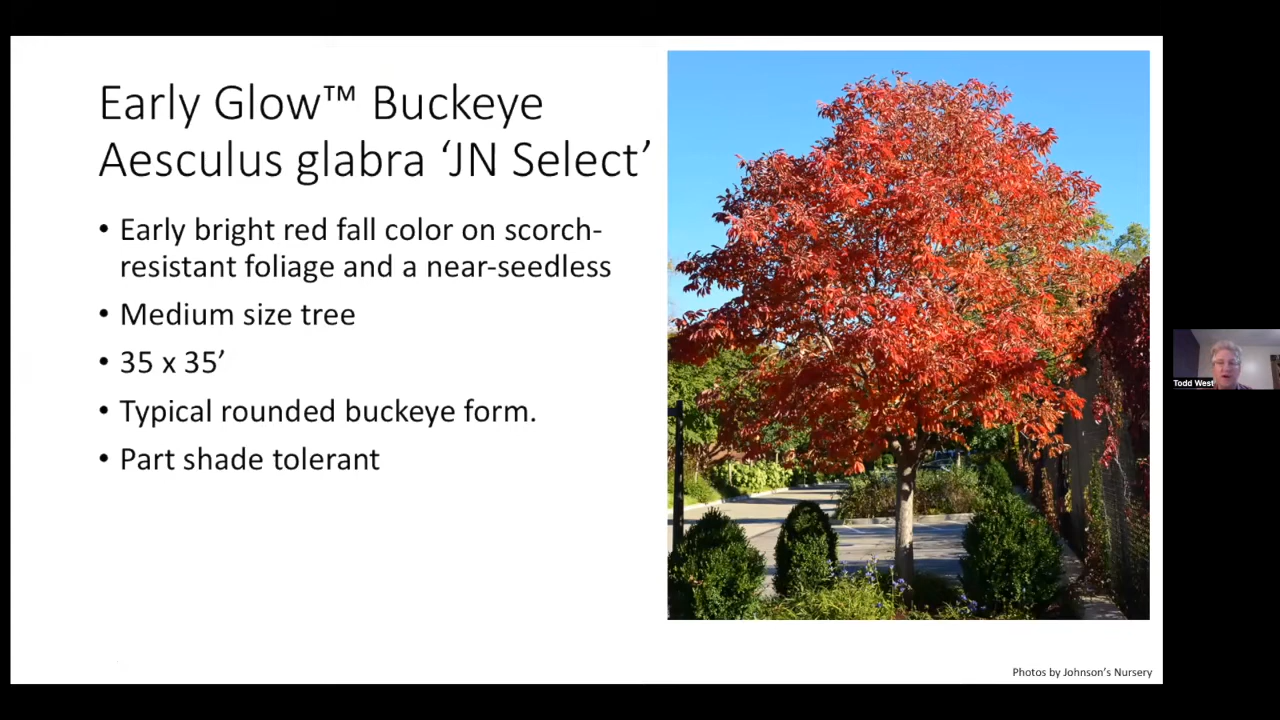 Early Glow™ Buckeye
Aesculus glabra ‘JN Select’
• Early bright red fall color on scorch-
resistant foliage and a near-seedless
• Medium size tree
• 35 x 35’
• Typical rounded buckeye form.
• Part shade tolerant
Todd West
Photos by Johnson’s Nursery